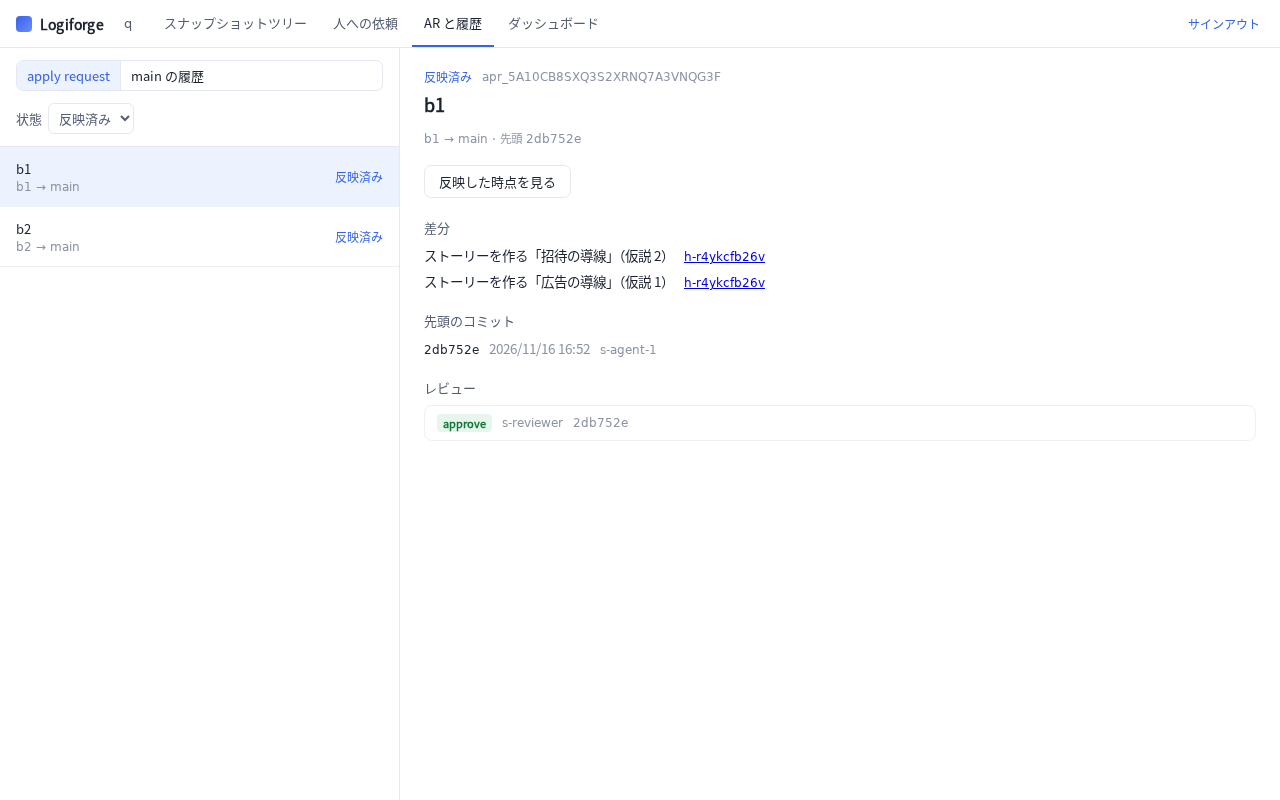 Logiforge q スナップショットツリー 人への依頼 AR と履歴 ダッシュボード サインアウト
apply request main の履歴
状態 反映済み
b1
b1 → main
反映済み
b2
b2 → main
反映済み
反映済み apr_5A10CB8SXQ3S2XRNQ7A3VNQG3F
b1
b1 → main · 先頭 2db752e
反映した時点を見る
差分
ストーリーを作る「招待の導線」（仮説 2） h-r4ykcfb26v
ストーリーを作る「広告の導線」（仮説 1） h-r4ykcfb26v
先頭のコミット
2db752e 2026/11/16 16:52 s-agent-1
レビュー
approve s-reviewer 2db752e